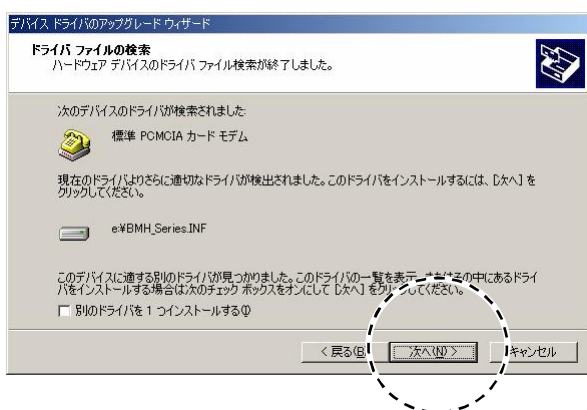 デバイス ドライバのアップグレード ウィザード
ドライバ ファイルの検索
ハードウェア デバイスのドライバ ファイル検索が終了しました。
次のデバイスのドライバが検索されました:
標準 PCMCIA カード モデム
現在のドライバよりさらに適切なドライバが検出されました。このドライバをインストールするには、[次へ] を
クリックしてください。
e:¥BMH_Series.INF
このデバイスに適する別のドライバが見つかりました。このドライバの一覧を表示、またはその中にあるドライ
バをインストールする場合は次のチェック ボックスをオンにして [次へ] をクリックしてください。
別のドライバを 1 つインストールする(I)
< 戻る(B)
次へ(N) >
キャンセル